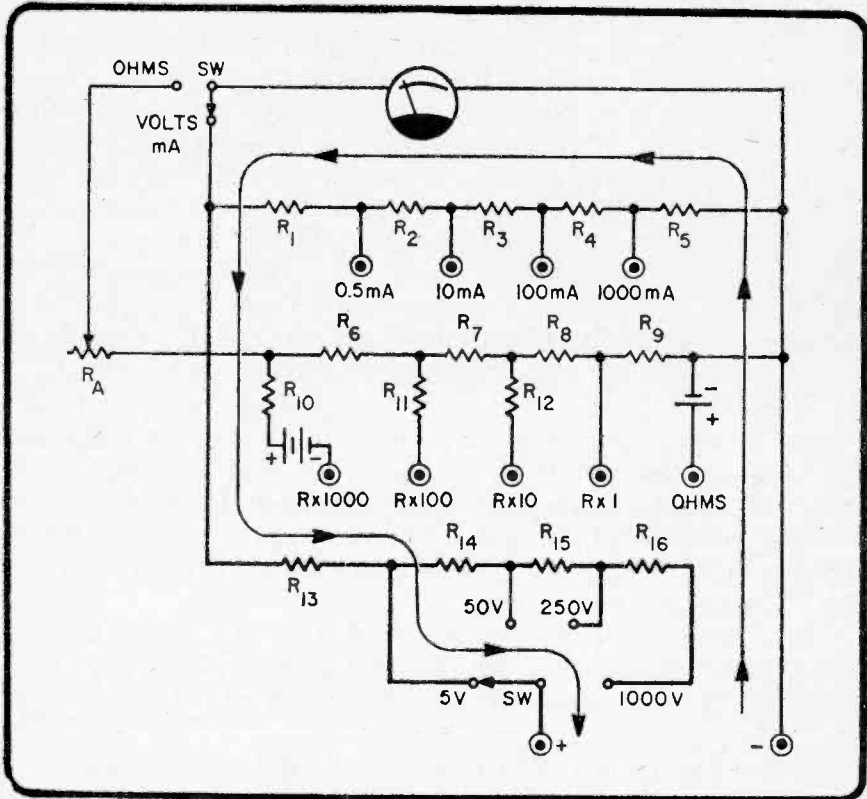 OHMS SW
VOLTS
mA
R1 R2 R3 R4 R5
0.5mA 10mA 100mA 1000mA
R6 R7 R8 R9
RA
R10 R11 R12
- +
+ -
Rx1000 Rx100 Rx10 Rx1 OHMS
R13 R14 R15 R16
50V 250V
5V SW 1000V
+ -